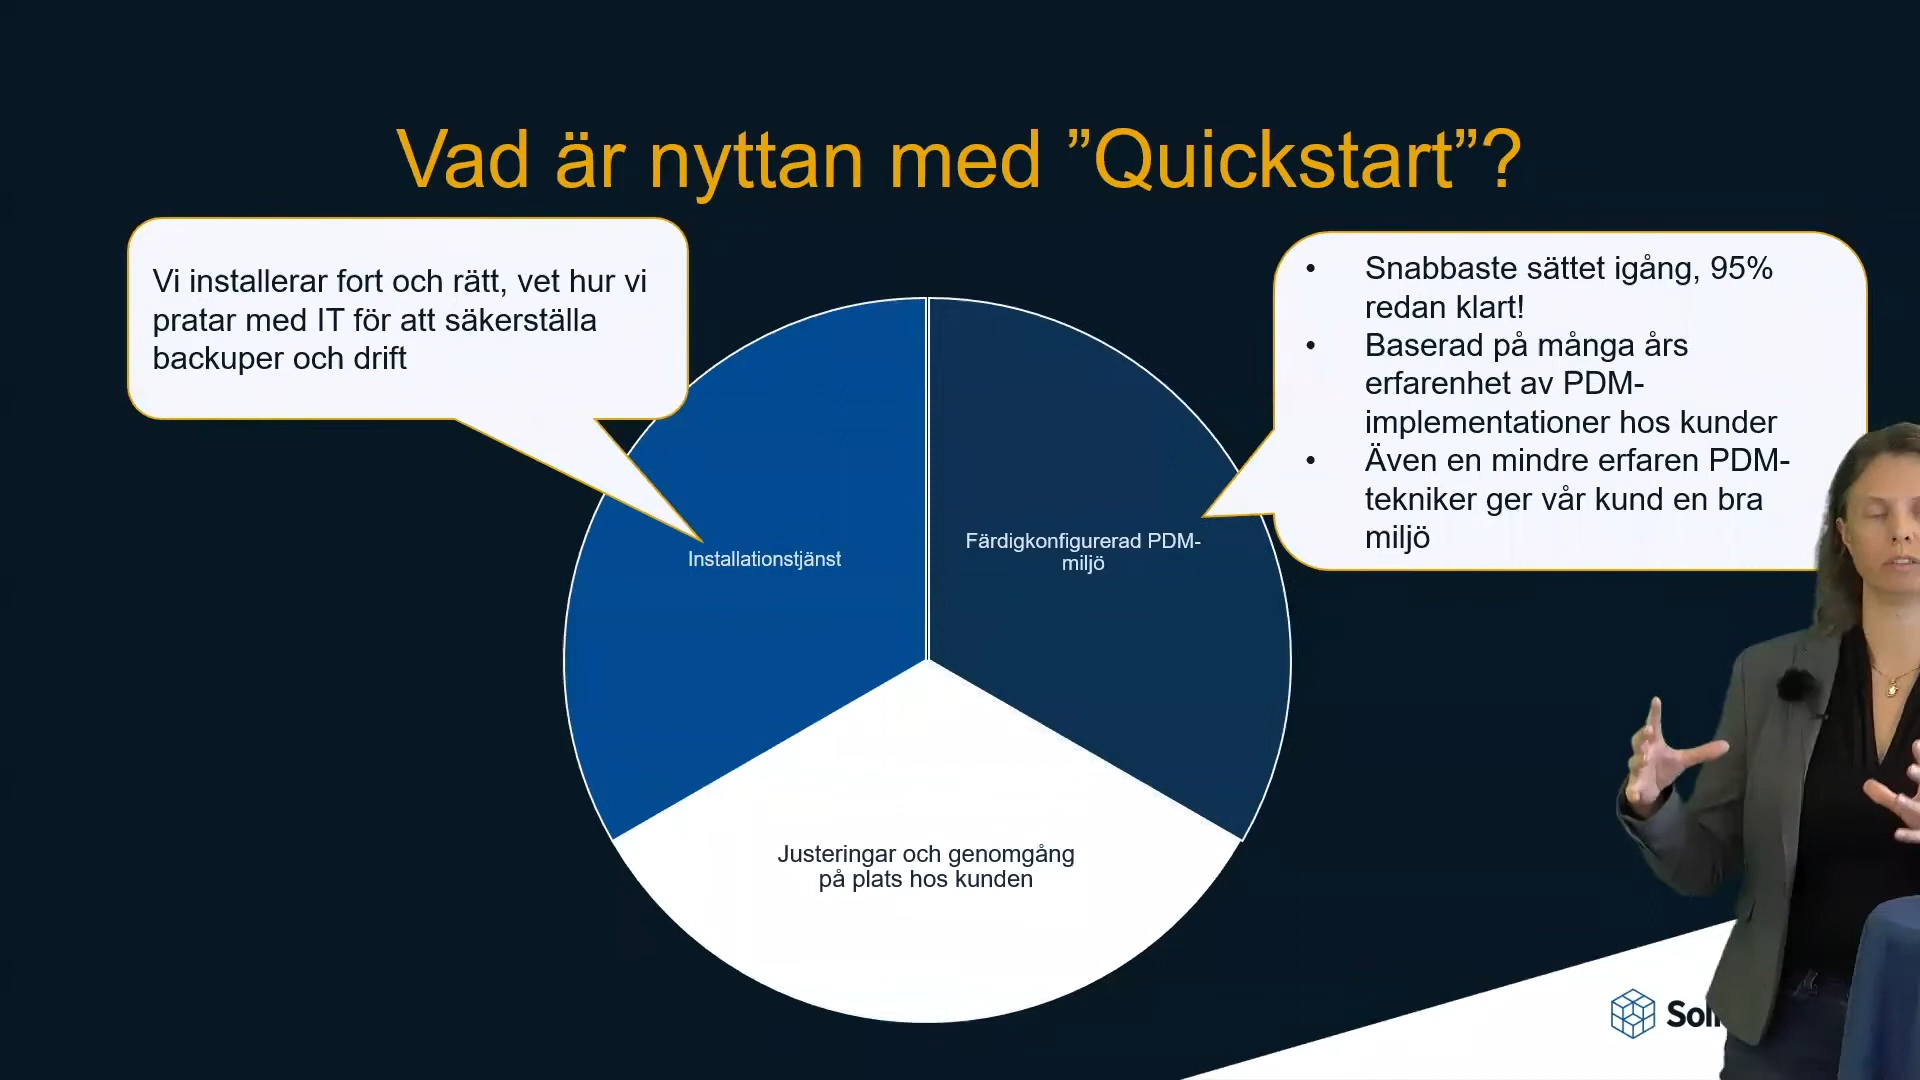 Vad är nyttan med ”Quickstart”?
Vi installerar fort och rätt, vet hur vi
pratar med IT för att säkerställa
backuper och drift
• Snabbaste sättet igång, 95%
redan klart!
• Baserad på många års
erfarenhet av PDM-
implementationer hos kunder
• Även en mindre erfaren PDM-
tekniker ger vår kund en bra
miljö
Installationstjänst
Färdigkonfigurerad PDM-
miljö
Justeringar och genomgång
på plats hos kunden